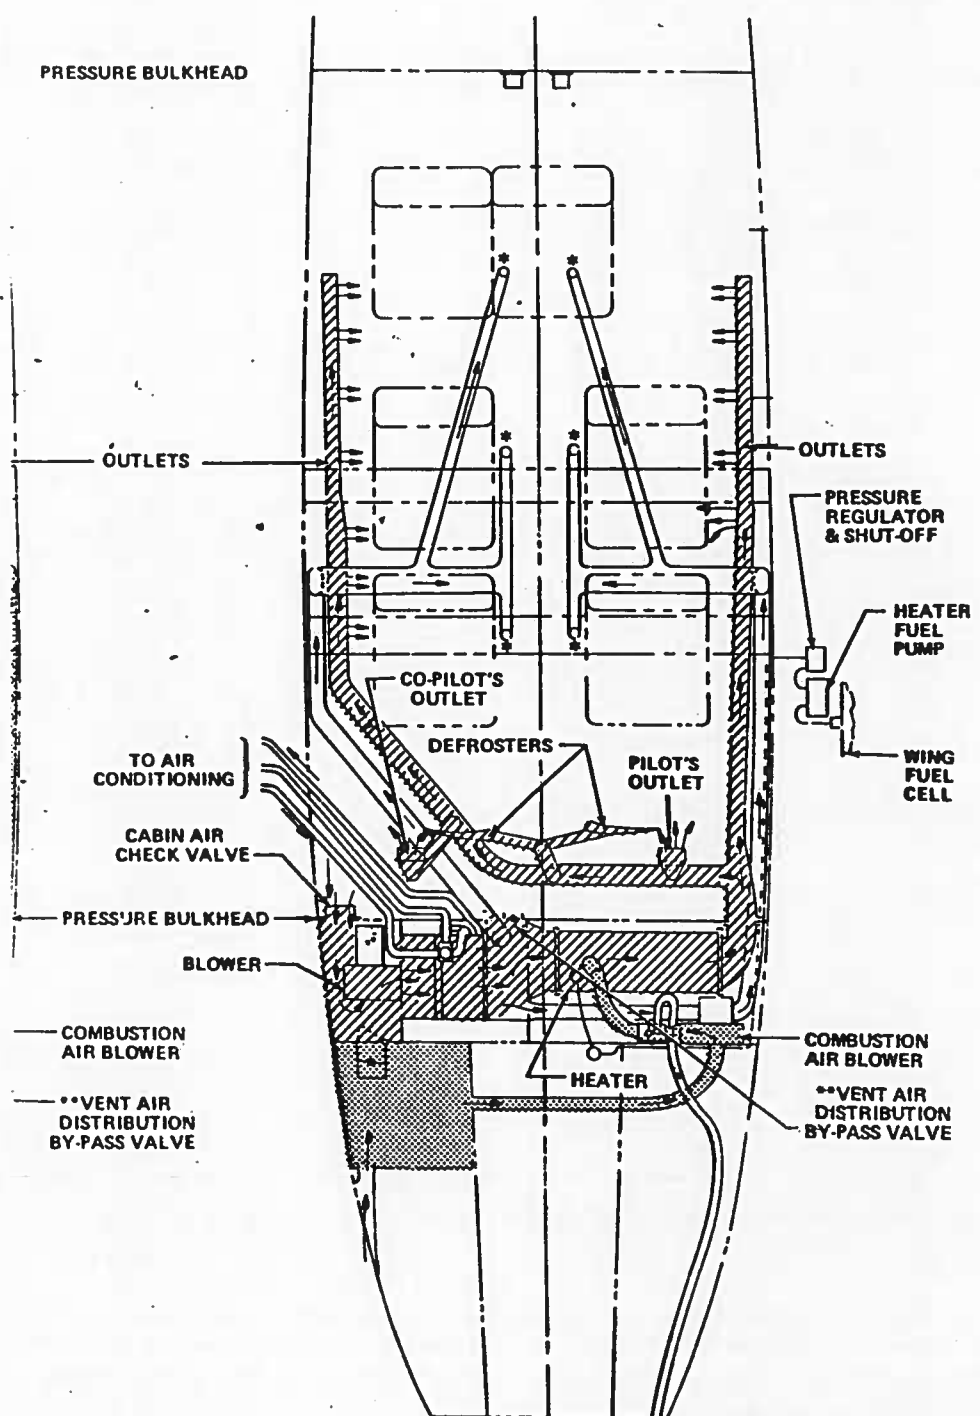 PRESSURE BULKHEAD
*
*
*
*
OUTLETS
OUTLETS
PRESSURE
REGULATOR
& SHUT-OFF
HEATER
FUEL
PUMP
*
*
CO-PILOT'S
OUTLET
DEFROSTERS
PILOT'S
OUTLET
TO AIR
CONDITIONING
WING
FUEL
CELL
CABIN AIR
CHECK VALVE
PRESSURE BULKHEAD
BLOWER
COMBUSTION
AIR BLOWER
COMBUSTION
AIR BLOWER
HEATER
**VENT AIR
DISTRIBUTION
BY-PASS VALVE
**VENT AIR
DISTRIBUTION
BY-PASS VALVE